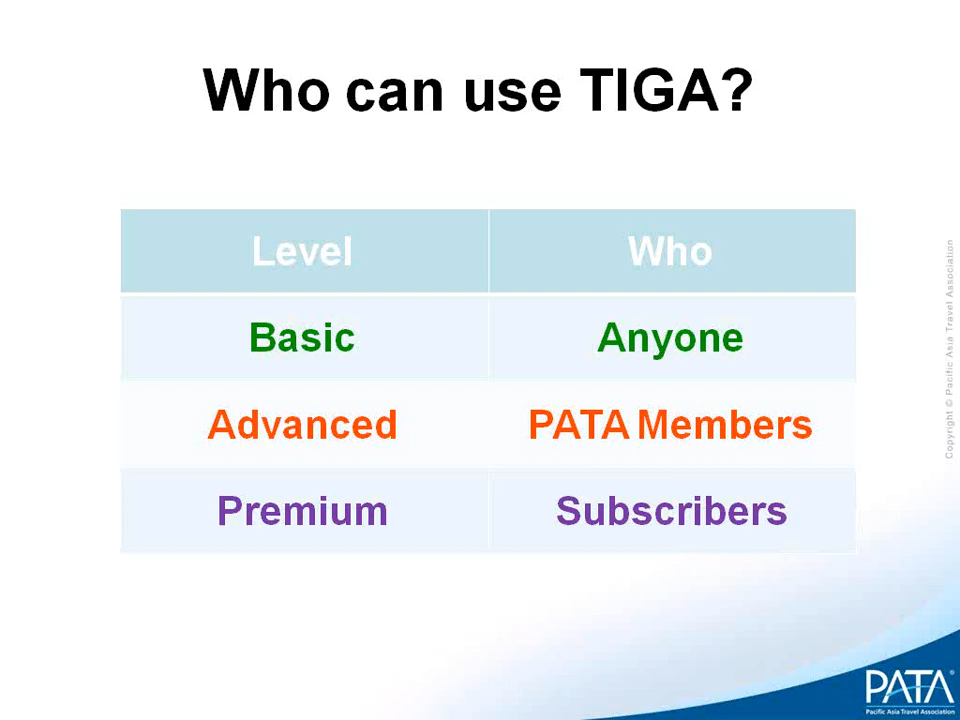 Who can use TIGA?
Level Who
Basic Anyone
Advanced PATA Members
Premium Subscribers
Copyright © Pacific Asia Travel Association
PATA®
Pacific Asia Travel Association